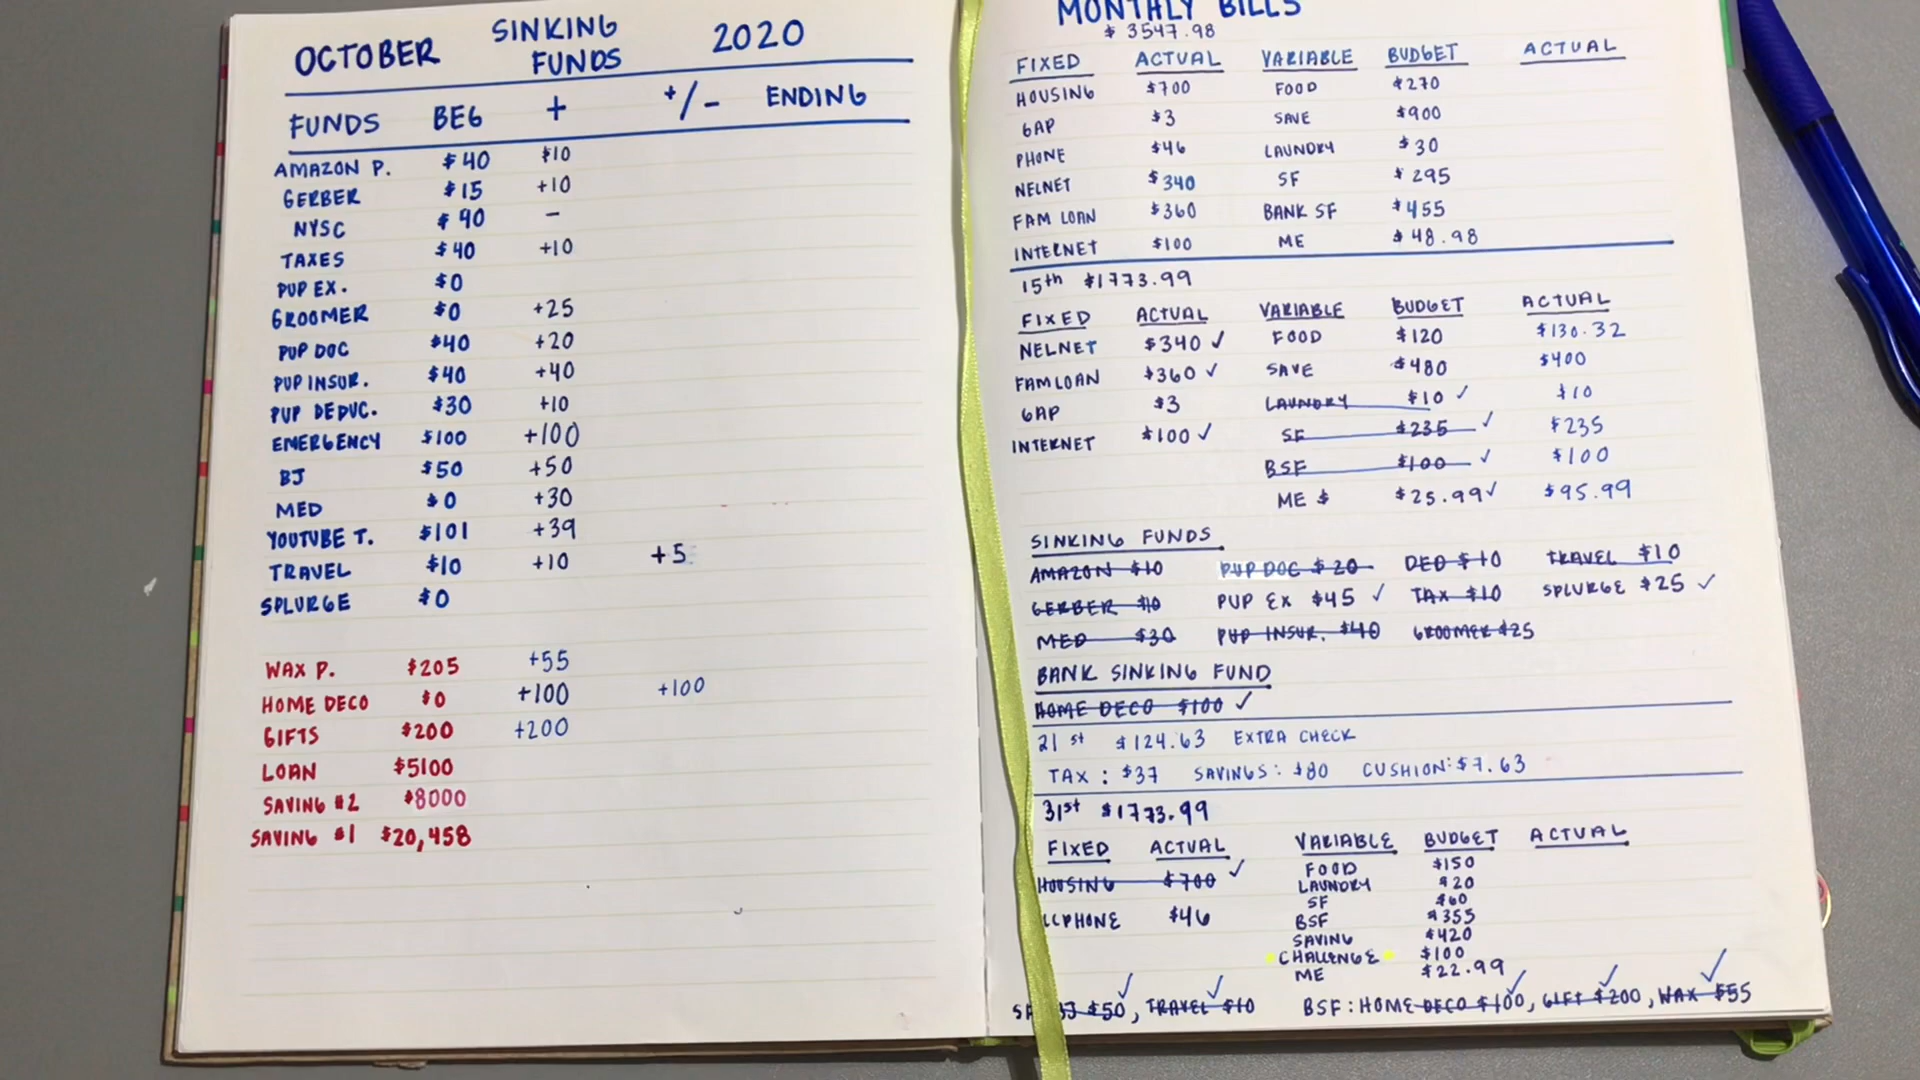 OCTOBER SINKING FUNDS 2020
FUNDS BEG + +/- ENDING
AMAZON P. $40 $10
GERBER $15 +10
NYSC $90 –
TAXES $40 +10
PUP EX. $0
GROOMER $0 +25
PUP DOC $40 +20
PUP INSUR. $40 +40
PUP DEDUC. $30 +10
EMERGENCY $100 +100
BJ $50 +50
MED $0 +30
YOUTUBE T. $101 +39
TRAVEL $10 +10 +5
SPLURGE $0
WAX P. $205 +55
HOME DECO $0 +100 +100
GIFTS $200 +200
LOAN $5100
SAVING #2 $8000
SAVING #1 $20,458
MONTHLY BILLS
$3547.98
FIXED ACTUAL VARIABLE BUDGET ACTUAL
HOUSING $700 FOOD $270
GAP $3 SAVE $900
PHONE $46 LAUNDRY $30
NELNET $340 SF $295
FAM LOAN $360 BANK SF $455
INTERNET $100 ME $48.98
15th $1773.99
FIXED ACTUAL VARIABLE BUDGET ACTUAL
NELNET $340 ✓ FOOD $120 $130.32
FAM LOAN $360 ✓ SAVE $480 $400
GAP $3 LAUNDRY $10 ✓ $10
INTERNET $100 ✓ SF $235 ✓ $235
BSF $100 ✓ $100
ME $ $25.99 ✓ $95.99
SINKING FUNDS
AMAZON $10 PUP DOC $20 DED $10 TRAVEL $10
GERBER $10 PUP EX $45 ✓ TAX $10 SPLURGE $25 ✓
MED $30 PUP INSUR. $40 GROOMER $25
BANK SINKING FUND
HOME DECO $100 ✓
21st $124.63 EXTRA CHECK
TAX: $37 SAVINGS: $80 CUSHION: $7.63
31st $1773.99
FIXED ACTUAL VARIABLE BUDGET ACTUAL
HOUSING $700 ✓ FOOD $150
LAUNDRY $20
SF $60
CELLPHONE $46 BSF $355
SAVING $420
CHALLENGE $100
ME $22.99
BJ $50 ✓, TRAVEL $10 ✓ BSF: HOME DECO $100 ✓, GIFT $200 ✓, WAX $55 ✓